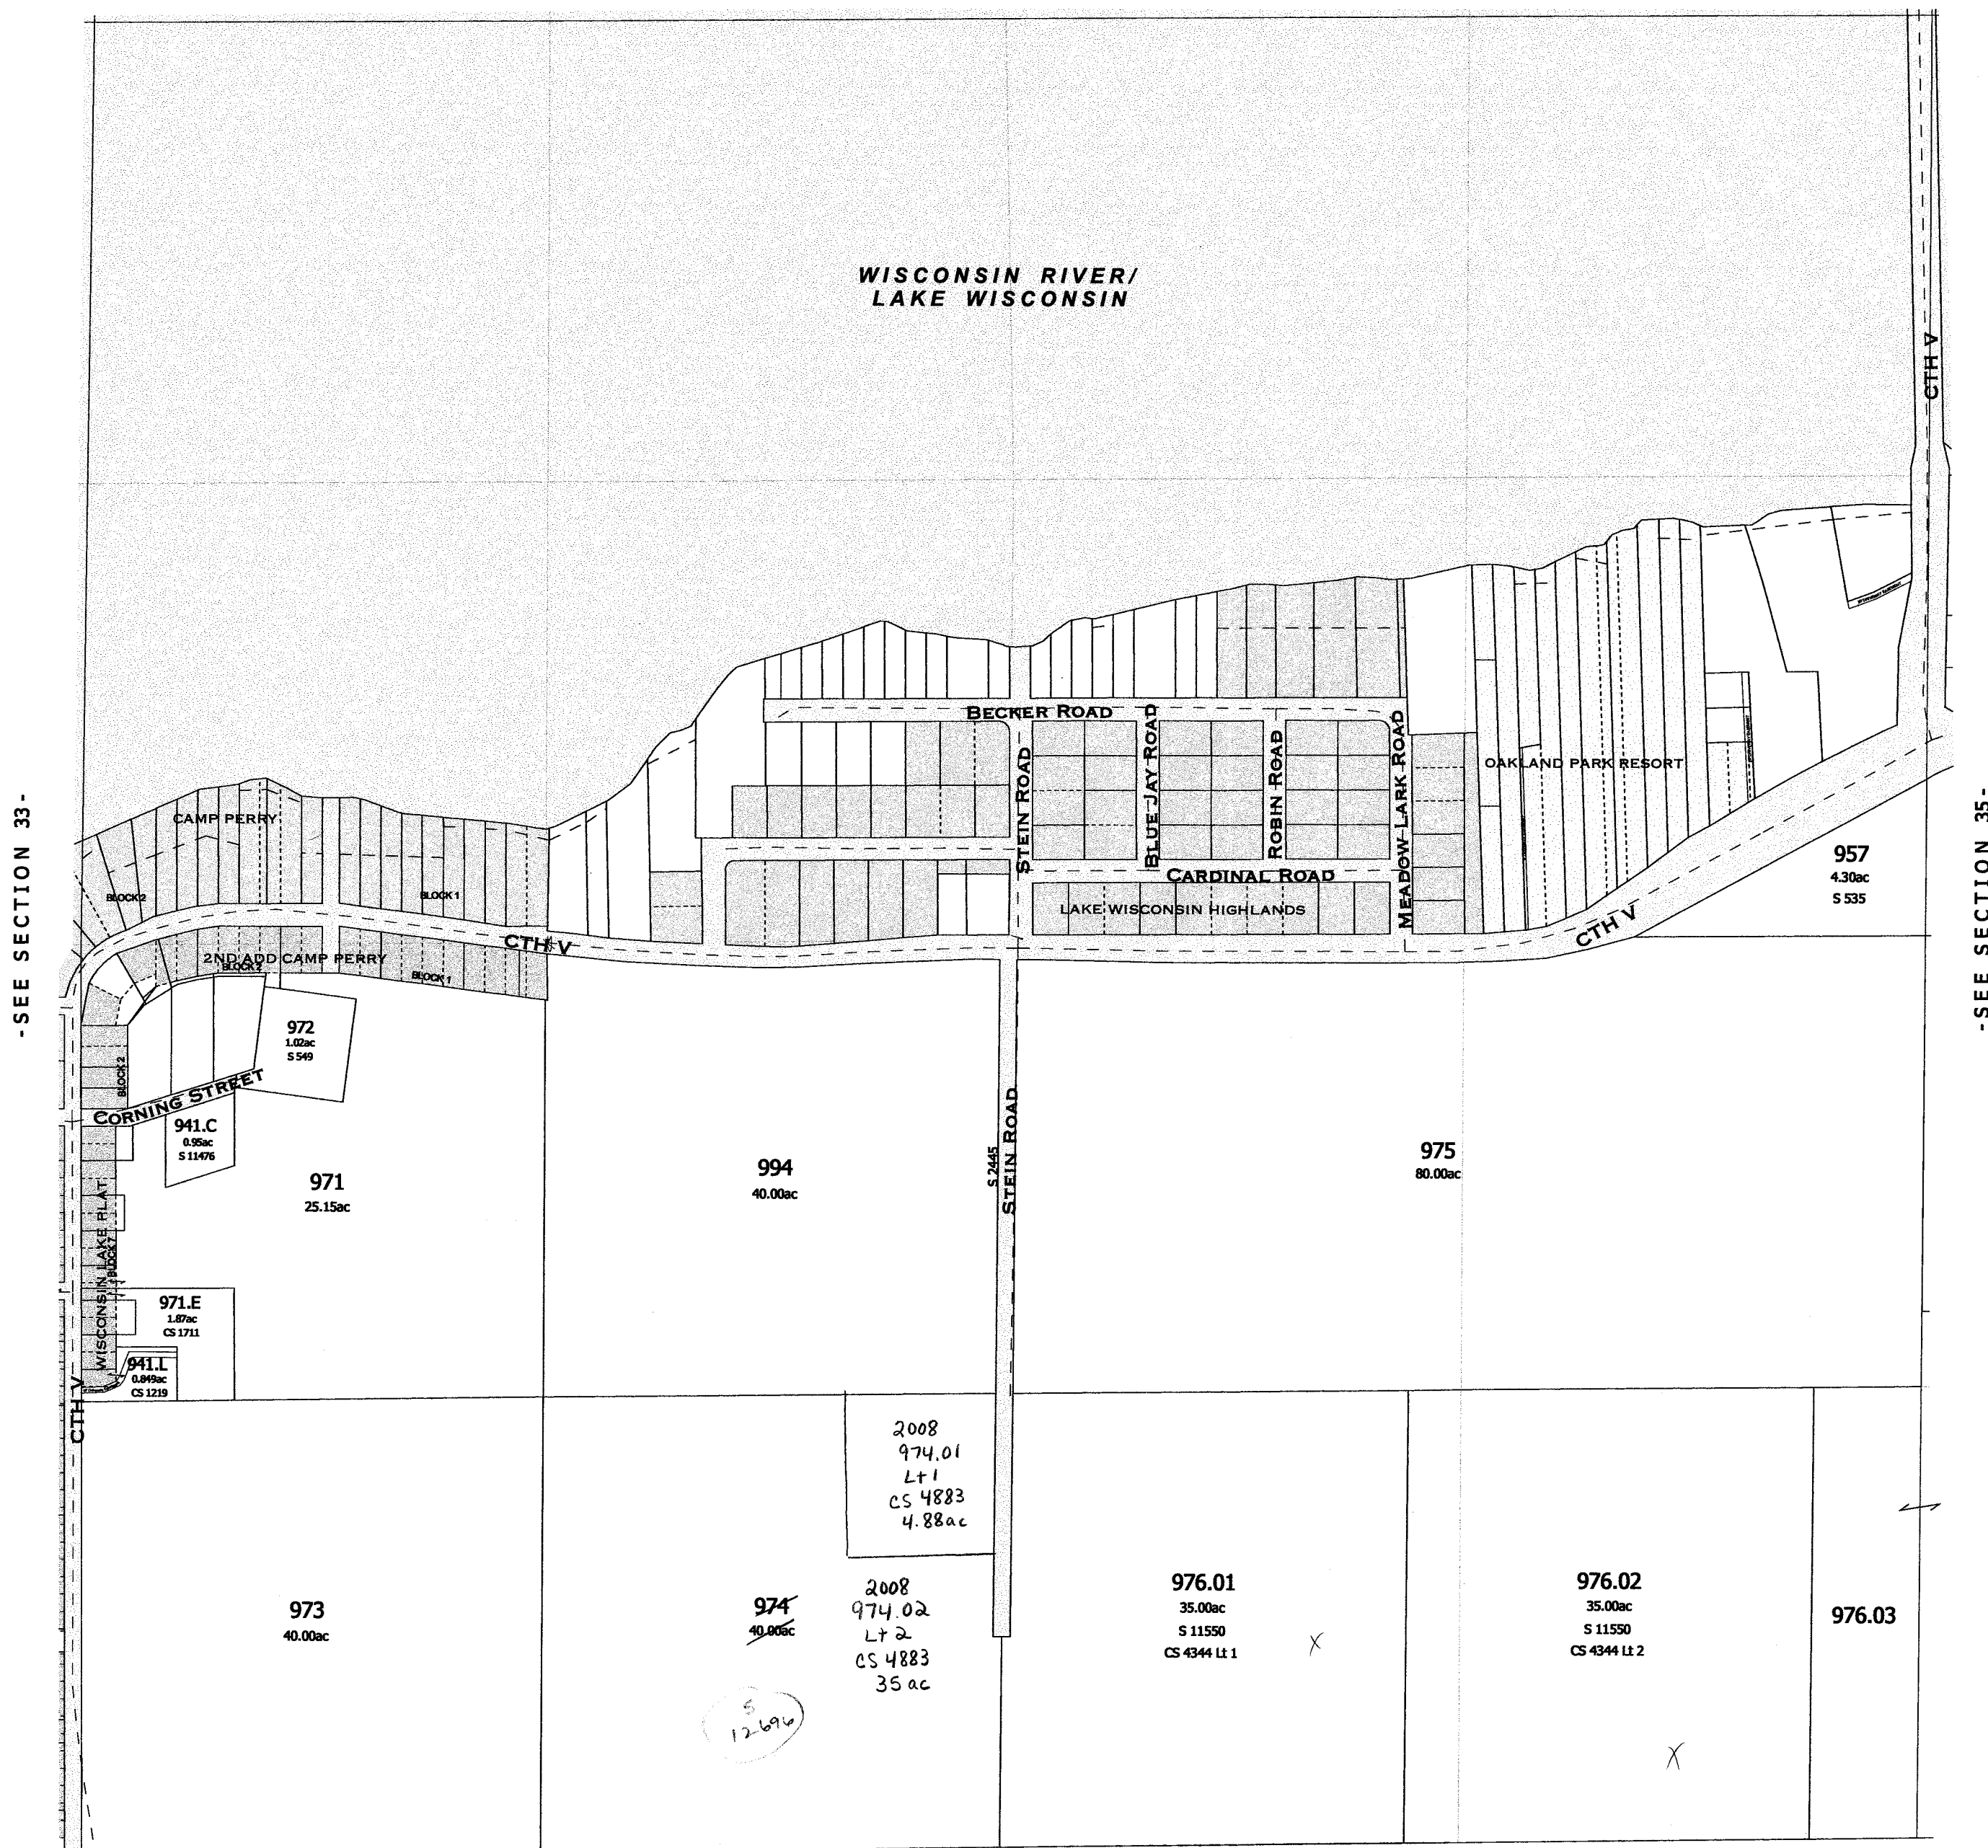 WISCONSIN RIVER/
LAKE WISCONSIN
CTH V
-SEE SECTION 33-
-SEE SECTION 35-
BECKER ROAD
STEIN ROAD
BLUE JAY ROAD
ROBIN ROAD
MEADOW LARK ROAD
OAKLAND PARK RESORT
CAMP PERRY
BLOCK 2
BLOCK 1
CARDINAL ROAD
LAKE WISCONSIN HIGHLANDS
957
4.30ac
S 535
CTH V
CTH V
2ND ADD CAMP PERRY
BLOCK 2
BLOCK 1
972
1.02ac
S 549
BLOCK 2
CORNING STREET
941.C
0.95ac
S 11476
971
25.15ac
994
40.00ac
S 2445
STEIN ROAD
975
80.00ac
WISCONSIN LAKE PLAT
BLOCK 7
971.E
1.87ac
CS 1711
941.L
0.849ac
CS 1219
CTH V
2008
974.01
Lt 1
CS 4883
4.88ac
973
40.00ac
974
40.00ac
2008
974.02
Lt 2
CS 4883
35 ac
S
12696
976.01
35.00ac
S 11550
CS 4344 Lt 1
X
976.02
35.00ac
S 11550
CS 4344 Lt 2
X
976.03